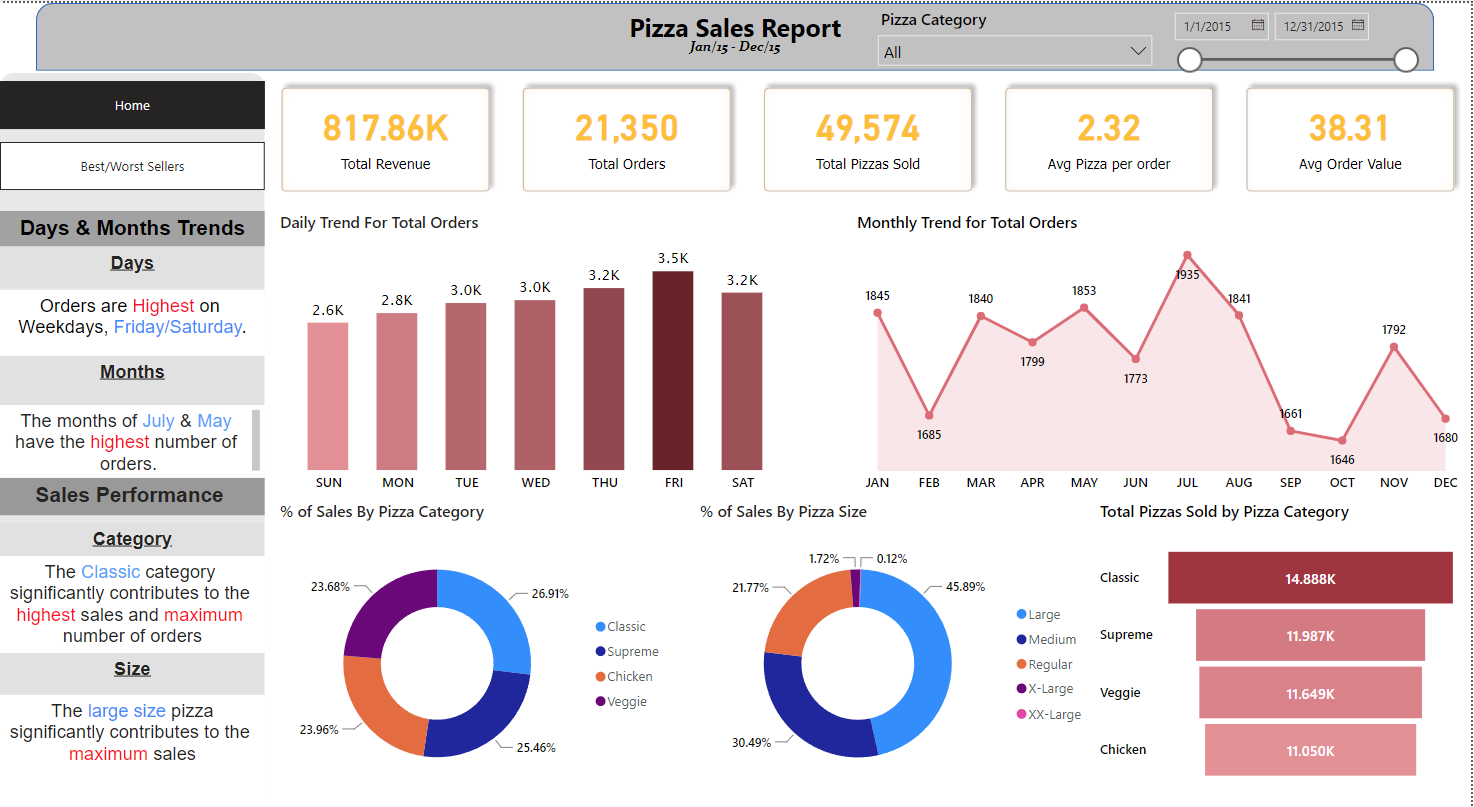 Pizza Sales Report
Jan/15 - Dec/15
Pizza Category
All
1/1/2015
12/31/2015
Home
Best/Worst Sellers
Days & Months Trends
Days
Orders are Highest on
Weekdays, Friday/Saturday.
Months
The months of July & May
have the highest number of
orders.
Sales Performance
Category
The Classic category
significantly contributes to the
highest sales and maximum
number of orders
Size
The large size pizza
significantly contributes to the
maximum sales
817.86K
Total Revenue
21,350
Total Orders
49,574
Total Pizzas Sold
2.32
Avg Pizza per order
38.31
Avg Order Value
Daily Trend For Total Orders
2.6K
2.8K
3.0K
3.0K
3.2K
3.5K
3.2K
SUN
MON
TUE
WED
THU
FRI
SAT
Monthly Trend for Total Orders
1845
1685
1840
1799
1853
1773
1935
1841
1661
1646
1792
1680
JAN
FEB
MAR
APR
MAY
JUN
JUL
AUG
SEP
OCT
NOV
DEC
% of Sales By Pizza Category
23.68%
26.91%
23.96%
25.46%
Classic
Supreme
Chicken
Veggie
% of Sales By Pizza Size
1.72%
0.12%
21.77%
45.89%
30.49%
Large
Medium
Regular
X-Large
XX-Large
Total Pizzas Sold by Pizza Category
Classic
14.888K
Supreme
11.987K
Veggie
11.649K
Chicken
11.050K